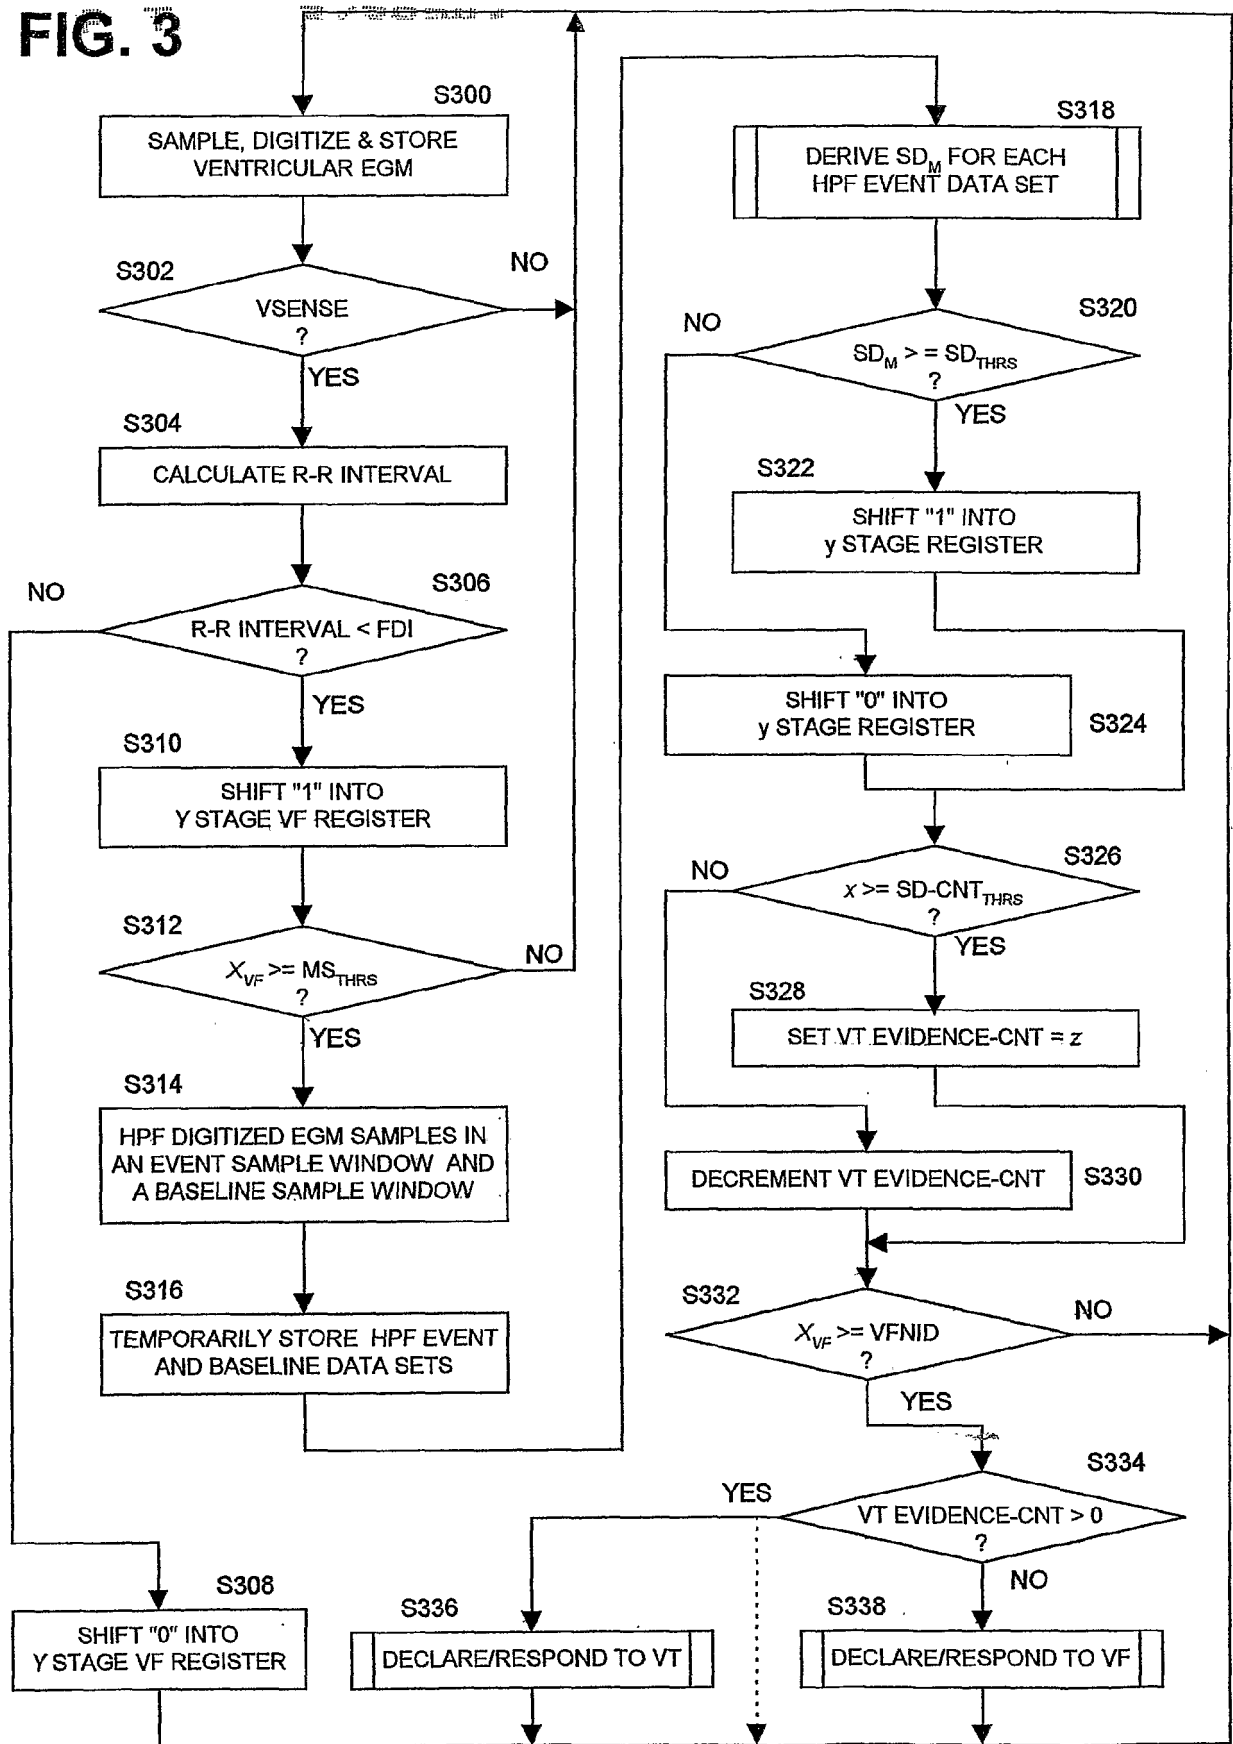 FIG. 3
S300
SAMPLE, DIGITIZE & STORE
VENTRICULAR EGM
S302
NO
VSENSE
?
YES
S304
CALCULATE R-R INTERVAL
NO
S306
R-R INTERVAL < FDI
?
YES
S310
SHIFT "1" INTO
Y STAGE VF REGISTER
S312
X_VF >= MS_THRS
?
NO
YES
S314
HPF DIGITIZED EGM SAMPLES IN
AN EVENT SAMPLE WINDOW AND
A BASELINE SAMPLE WINDOW
S316
TEMPORARILY STORE HPF EVENT
AND BASELINE DATA SETS
S308
SHIFT "0" INTO
Y STAGE VF REGISTER
S318
DERIVE SD_M FOR EACH
HPF EVENT DATA SET
S320
NO
SD_M > = SD_THRS
?
YES
S322
SHIFT "1" INTO
y STAGE REGISTER
SHIFT "0" INTO
y STAGE REGISTER
S324
S326
NO
x >= SD-CNT_THRS
?
YES
S328
SET VT EVIDENCE-CNT = z
DECREMENT VT EVIDENCE-CNT
S330
S332
NO
X_VF >= VFNID
?
YES
S334
YES
VT EVIDENCE-CNT > 0
?
NO
S336
DECLARE/RESPOND TO VT
S338
DECLARE/RESPOND TO VF